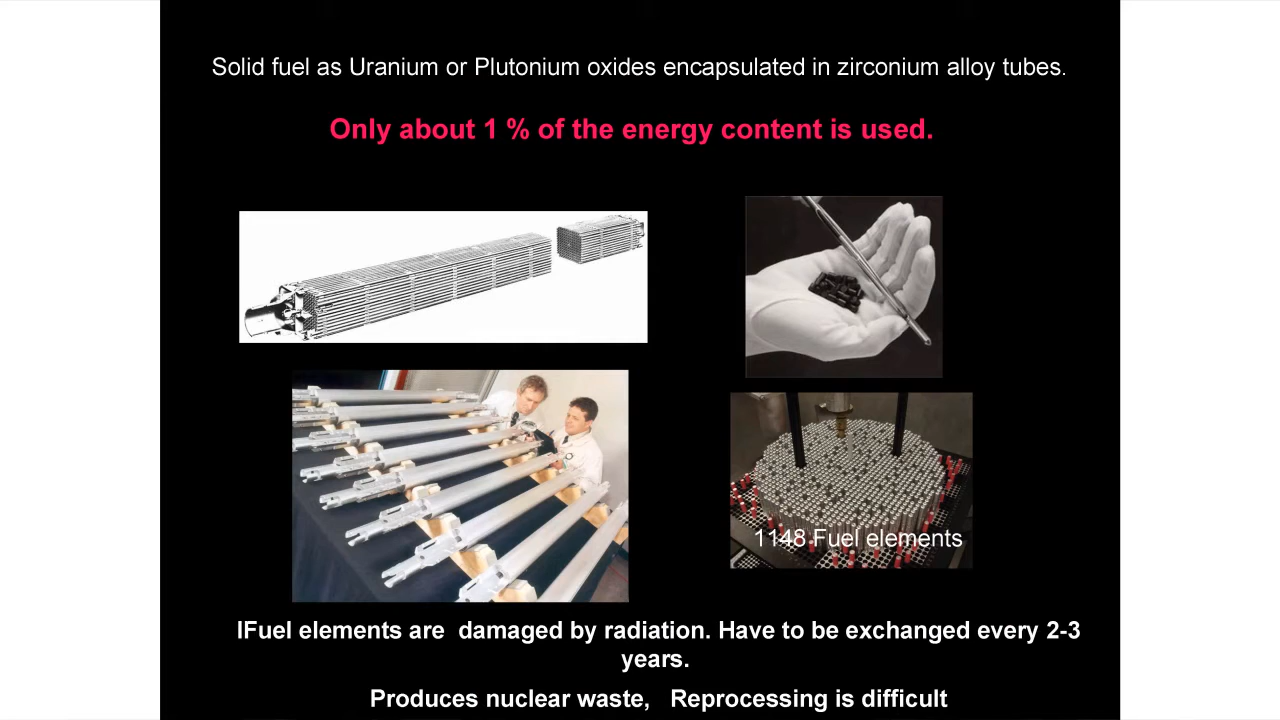 Solid fuel as Uranium or Plutonium oxides encapsulated in zirconium alloy tubes.
Only about 1 % of the energy content is used.
1148 Fuel elements
IFuel elements are  damaged by radiation. Have to be exchanged every 2-3
years.
Produces nuclear waste,   Reprocessing is difficult